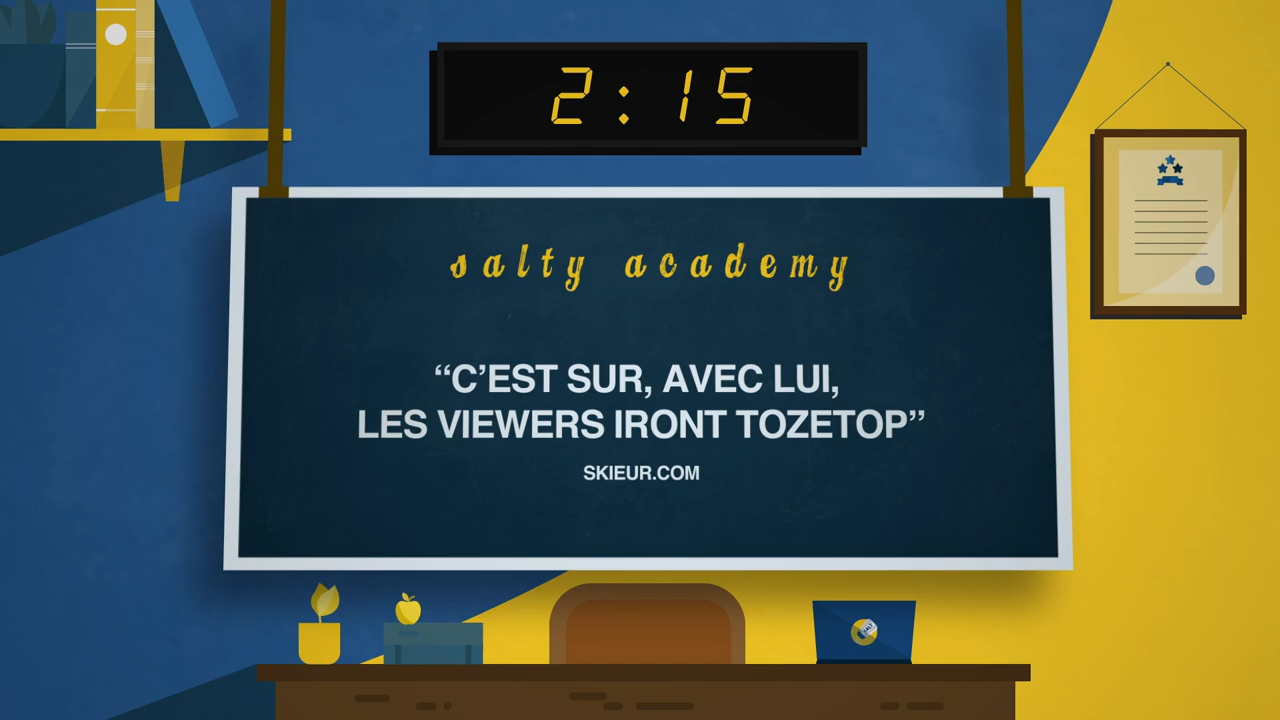 2:15
salty academy
“C’EST SUR, AVEC LUI,
LES VIEWERS IRONT TOZETOP”
SKIEUR.COM